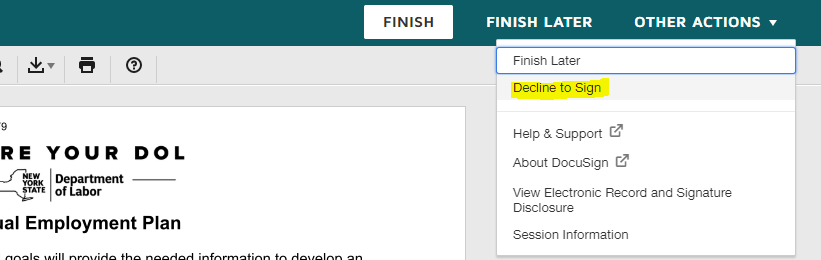 FINISH
FINISH LATER
OTHER ACTIONS
Finish Later
Decline to Sign
Help & Support
About DocuSign
View Electronic Record and Signature
Disclosure
Session Information
RE YOUR DOL
NEW
YORK
STATE
Department
of Labor
ual Employment Plan
goals will provide the needed information to develop an